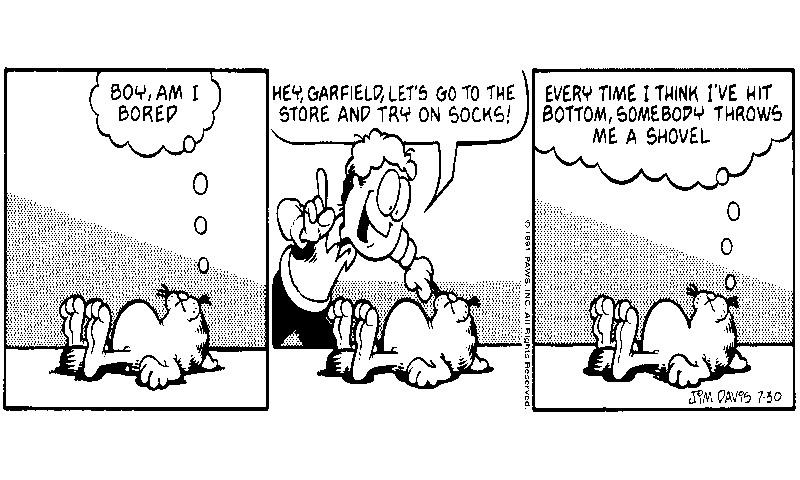 BOY, AM I
BORED
HEY, GARFIELD, LET'S GO TO THE
STORE AND TRY ON SOCKS!
© 1991 PAWS, INC. All Rights Reserved.
EVERY TIME I THINK I'VE HIT
BOTTOM, SOMEBODY THROWS
ME A SHOVEL
JIM DAVIS 7-30